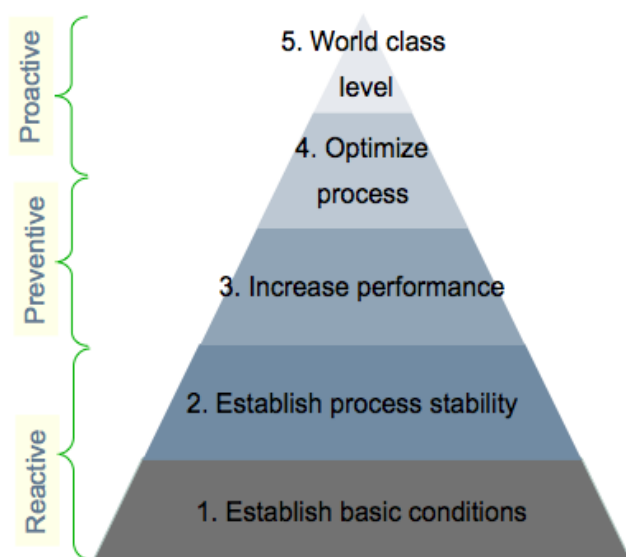 Proactive
5. World class
level
4. Optimize
process
Preventive
3. Increase performance
Reactive
2. Establish process stability
1. Establish basic conditions